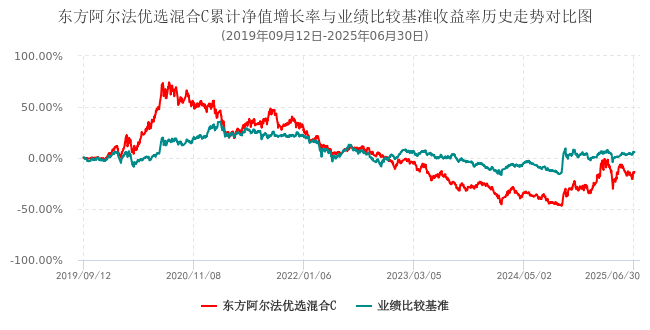 东方阿尔法优选混合C累计净值增长率与业绩比较基准收益率历史走势对比图
(2019年09月12日-2025年06月30日)
100.00%
50.00%
0.00%
-50.00%
-100.00%
2019/09/12 2020/11/08 2022/01/06 2023/03/05 2024/05/02 2025/06/30
东方阿尔法优选混合C 业绩比较基准